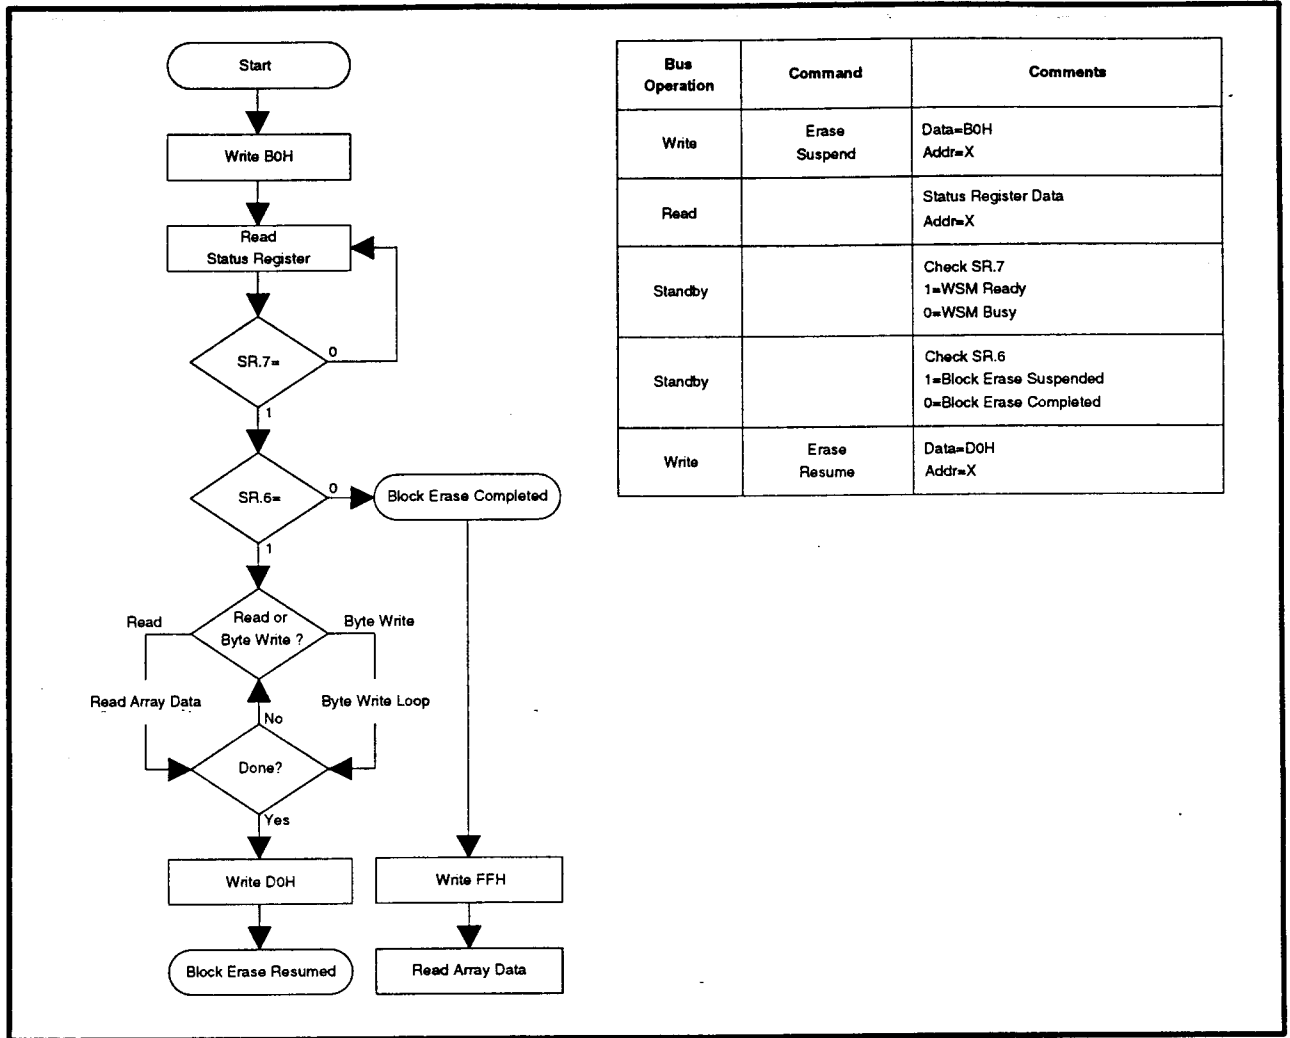 Start
Write B0H
Read
Status Register
SR.7=
0
1
SR.6=
0
Block Erase Completed
1
Read or
Byte Write ?
Read
Byte Write
Read Array Data
Byte Write Loop
No
Done?
Yes
Write D0H
Write FFH
Block Erase Resumed
Read Array Data
Bus
Operation
Command
Comments
Write
Erase
Suspend
Data=B0H
Addr=X
Read
Status Register Data
Addr=X
Standby
Check SR.7
1=WSM Ready
0=WSM Busy
Standby
Check SR.6
1=Block Erase Suspended
0=Block Erase Completed
Write
Erase
Resume
Data=D0H
Addr=X